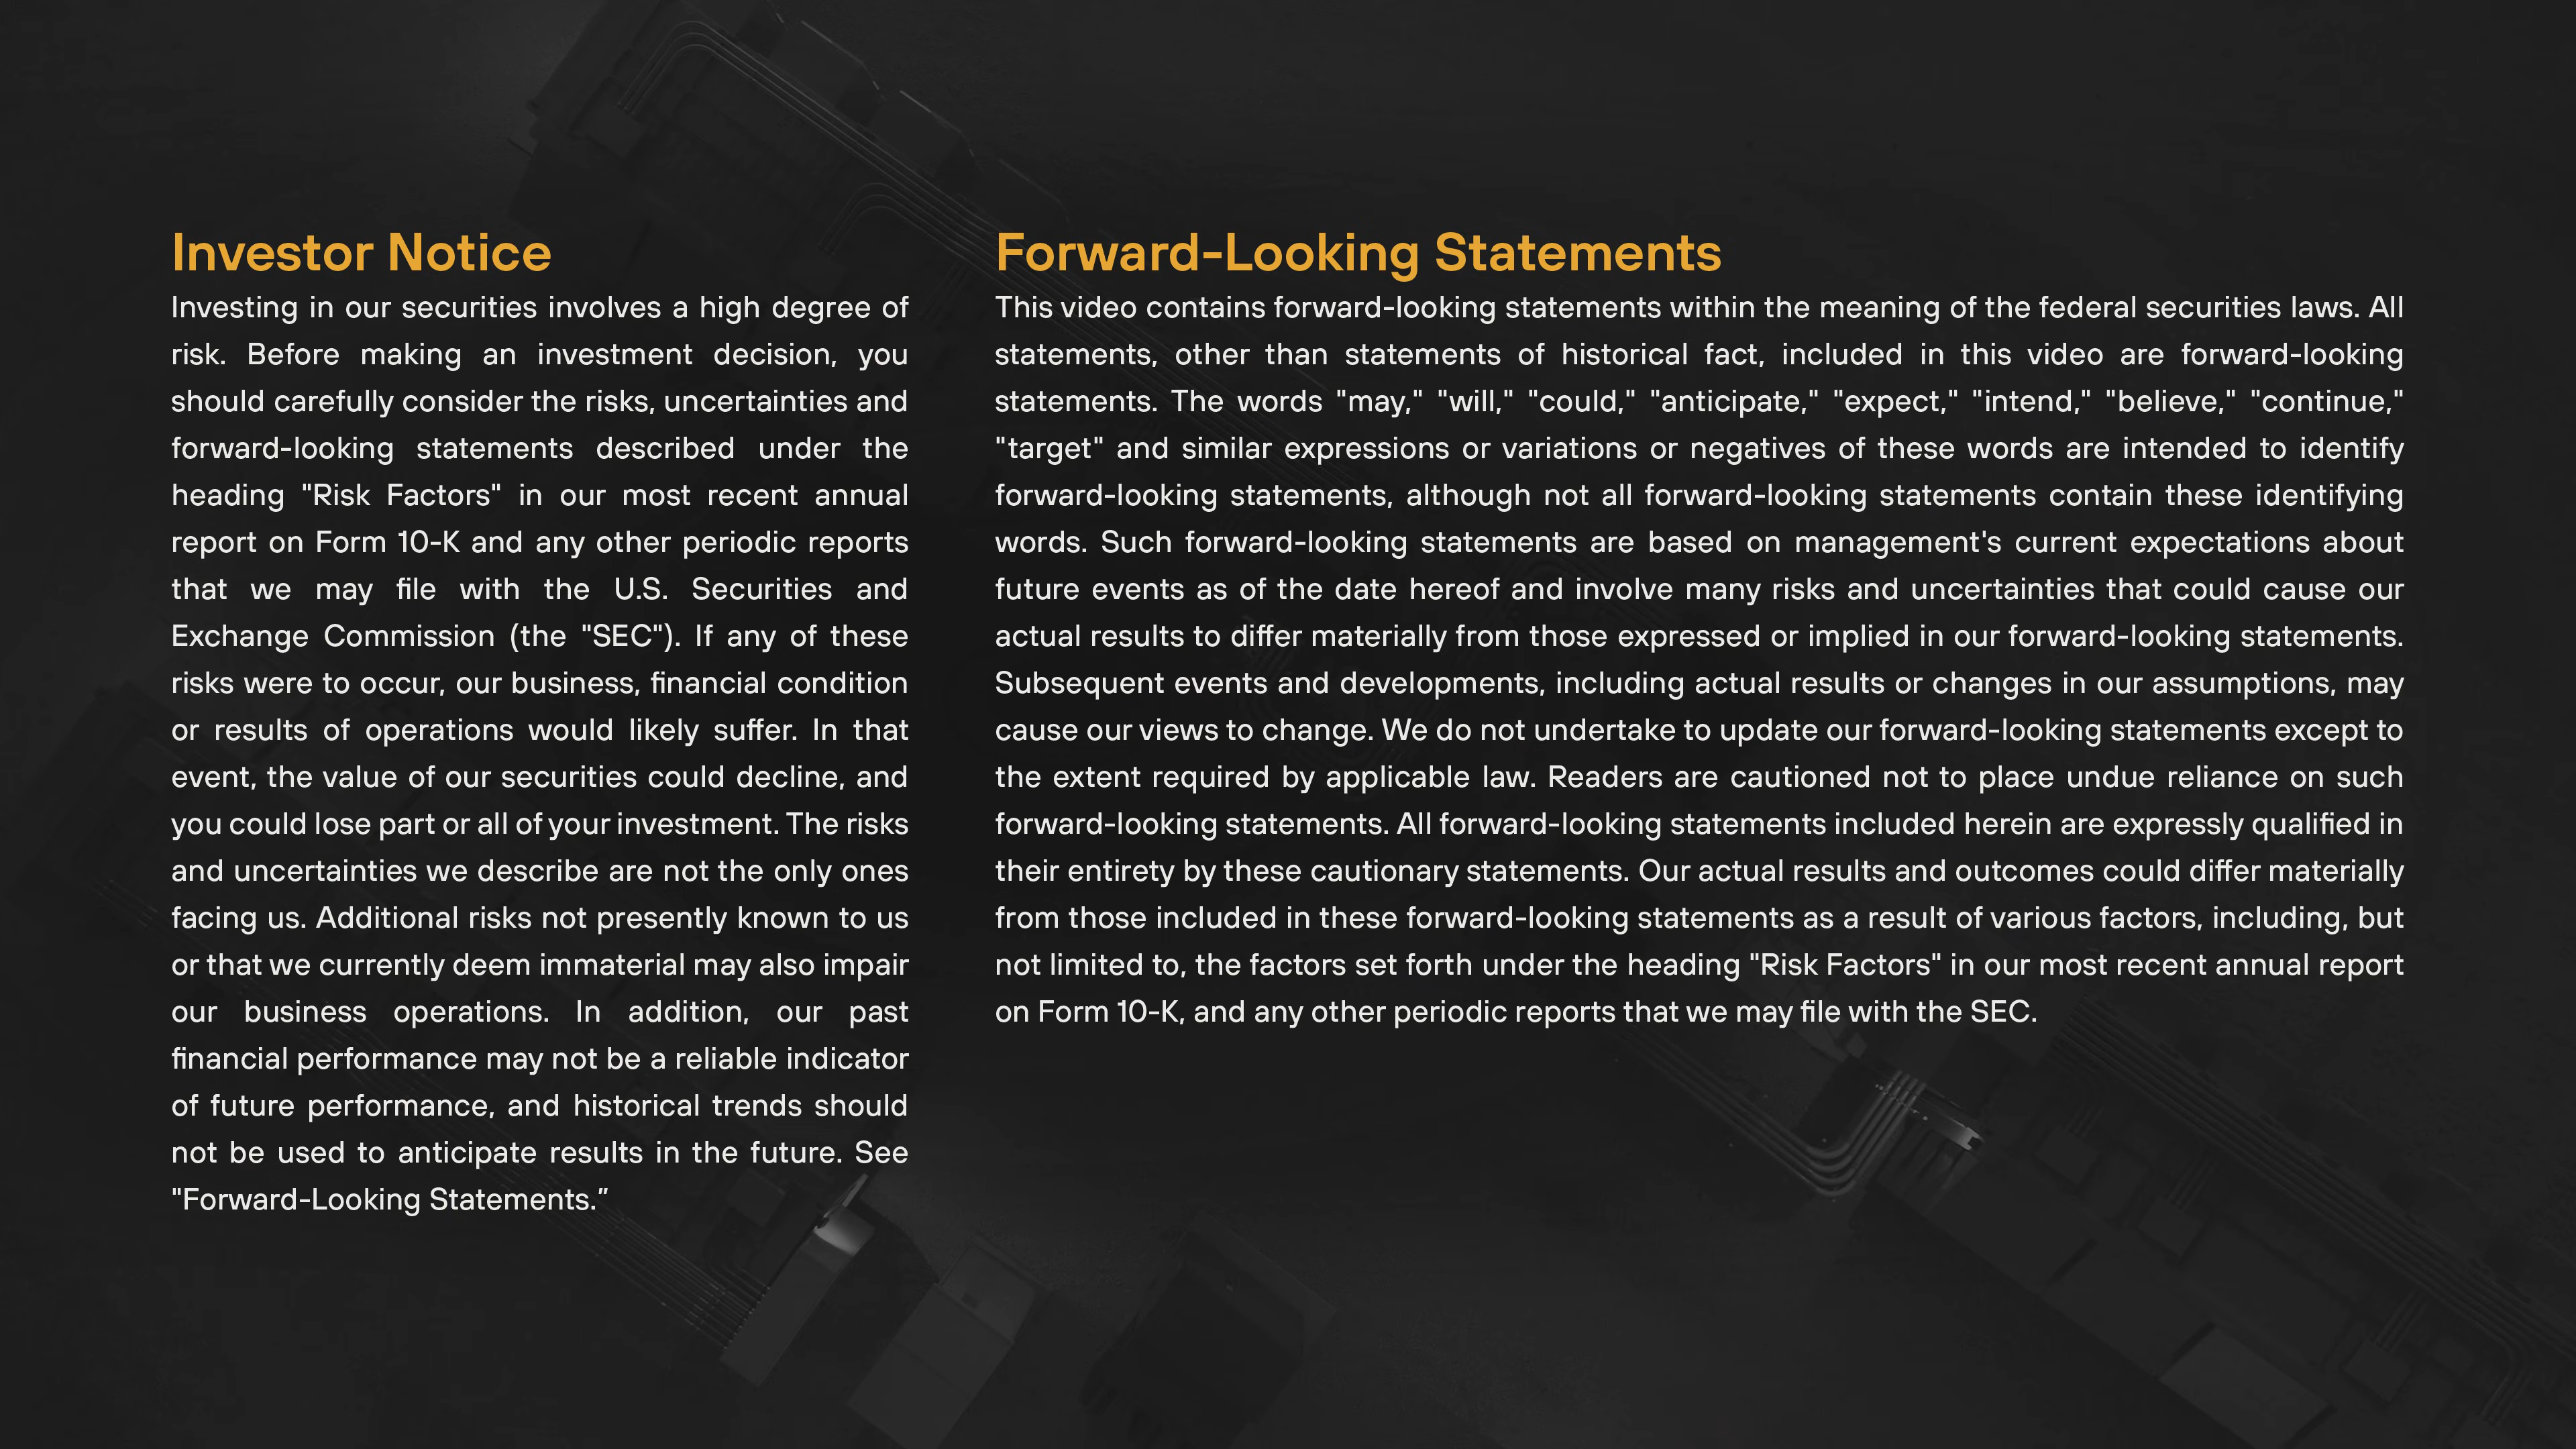 Investor Notice
Investing in our securities involves a high degree of
risk. Before making an investment decision, you
should carefully consider the risks, uncertainties and
forward-looking statements described under the
heading "Risk Factors" in our most recent annual
report on Form 10-K and any other periodic reports
that we may file with the U.S. Securities and
Exchange Commission (the "SEC"). If any of these
risks were to occur, our business, financial condition
or results of operations would likely suffer. In that
event, the value of our securities could decline, and
you could lose part or all of your investment. The risks
and uncertainties we describe are not the only ones
facing us. Additional risks not presently known to us
or that we currently deem immaterial may also impair
our business operations. In addition, our past
financial performance may not be a reliable indicator
of future performance, and historical trends should
not be used to anticipate results in the future. See
"Forward-Looking Statements.”
Forward-Looking Statements
This video contains forward-looking statements within the meaning of the federal securities laws. All
statements, other than statements of historical fact, included in this video are forward-looking
statements. The words "may," "will," "could," "anticipate," "expect," "intend," "believe," "continue,"
"target" and similar expressions or variations or negatives of these words are intended to identify
forward-looking statements, although not all forward-looking statements contain these identifying
words. Such forward-looking statements are based on management's current expectations about
future events as of the date hereof and involve many risks and uncertainties that could cause our
actual results to differ materially from those expressed or implied in our forward-looking statements.
Subsequent events and developments, including actual results or changes in our assumptions, may
cause our views to change. We do not undertake to update our forward-looking statements except to
the extent required by applicable law. Readers are cautioned not to place undue reliance on such
forward-looking statements. All forward-looking statements included herein are expressly qualified in
their entirety by these cautionary statements. Our actual results and outcomes could differ materially
from those included in these forward-looking statements as a result of various factors, including, but
not limited to, the factors set forth under the heading "Risk Factors" in our most recent annual report
on Form 10-K, and any other periodic reports that we may file with the SEC.